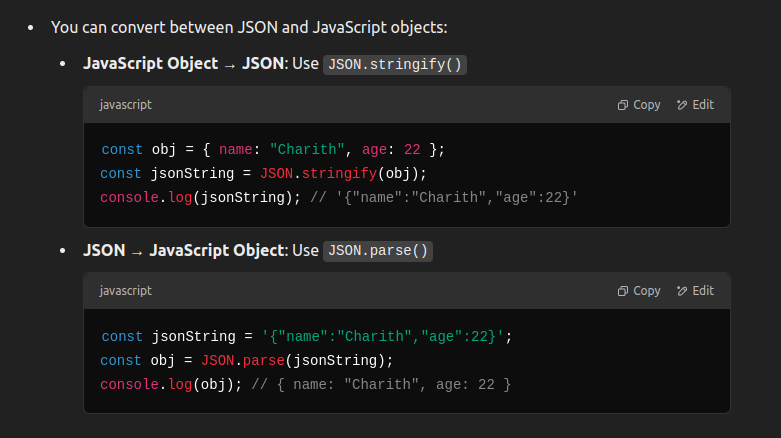 You can convert between JSON and JavaScript objects:
JavaScript Object → JSON: Use JSON.stringify()
javascript Copy Edit
const obj = { name: "Charith", age: 22 };
const jsonString = JSON.stringify(obj);
console.log(jsonString); // '{"name":"Charith","age":22}'
JSON → JavaScript Object: Use JSON.parse()
javascript Copy Edit
const jsonString = '{"name":"Charith","age":22}';
const obj = JSON.parse(jsonString);
console.log(obj); // { name: "Charith", age: 22 }